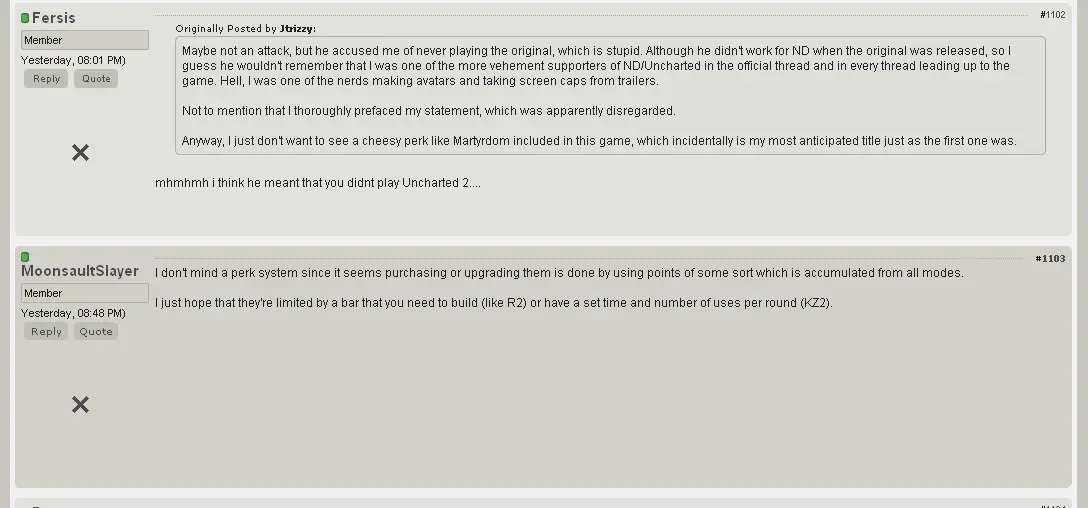 Fersis
#1102
Member
Yesterday, 08:01 PM)
Reply Quote
Originally Posted by Jtrizzy:
Maybe not an attack, but he accused me of never playing the original, which is stupid. Although he didn't work for ND when the original was released, so I
guess he wouldn't remember that I was one of the more vehement supporters of ND/Uncharted in the official thread and in every thread leading up to the
game. Hell, I was one of the nerds making avatars and taking screen caps from trailers.
Not to mention that I thoroughly prefaced my statement, which was apparently disregarded.
Anyway, I just don't want to see a cheesy perk like Martyrdom included in this game, which incidentally is my most anticipated title just as the first one was.
mhmhmh i think he meant that you didnt play Uncharted 2....
MoonsaultSlayer
#1103
Member
Yesterday, 08:48 PM)
Reply Quote
I don't mind a perk system since it seems purchasing or upgrading them is done by using points of some sort which is accumulated from all modes.
I just hope that they're limited by a bar that you need to build (like R2) or have a set time and number of uses per round (KZ2).